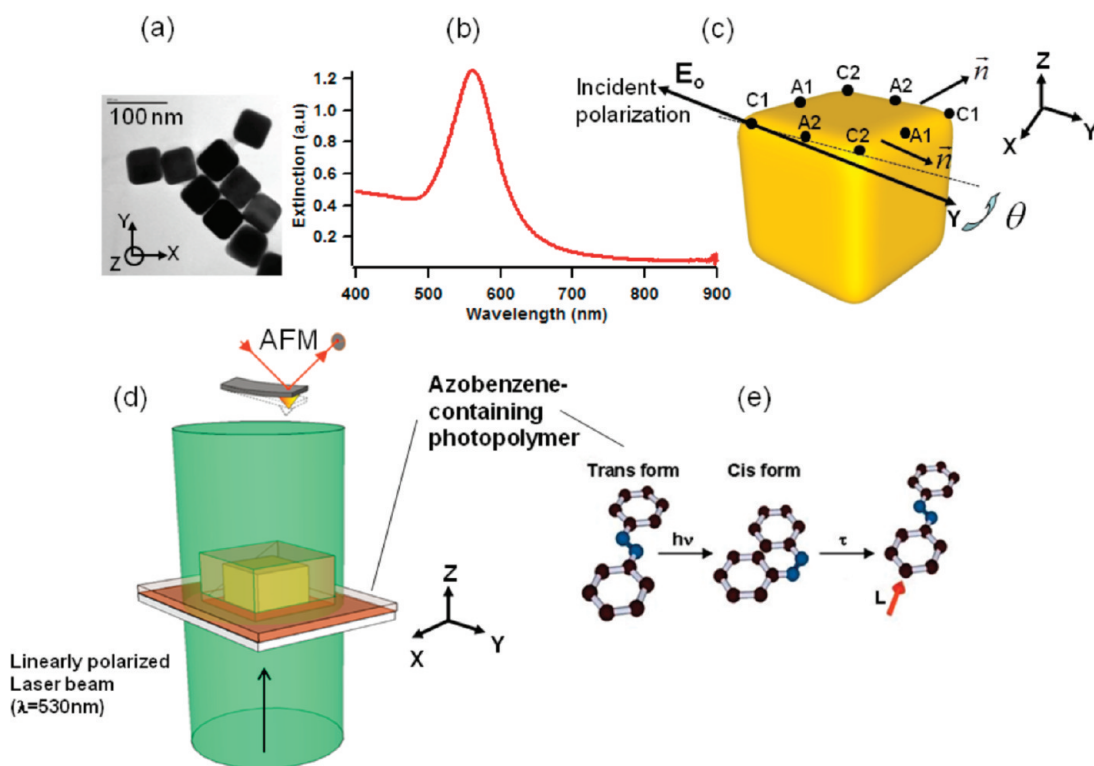 (a)
100 nm
Y
Z
X
(b)
Extinction (a.u)
1.2
1.0
0.8
0.6
0.4
0.2
400 500 600 700 800 900
Wavelength (nm)
(c)
Incident
polarization
E₀
C1
A1
C2
A2
n⃗
C1
A2
C2
A1
n⃗
Y
θ
Z
X
Y
(d)
AFM
Azobenzene-
containing
photopolymer
Z
X
Y
Linearly polarized
Laser beam
(λ=530nm)
(e)
Trans form
Cis form
hν
τ
L